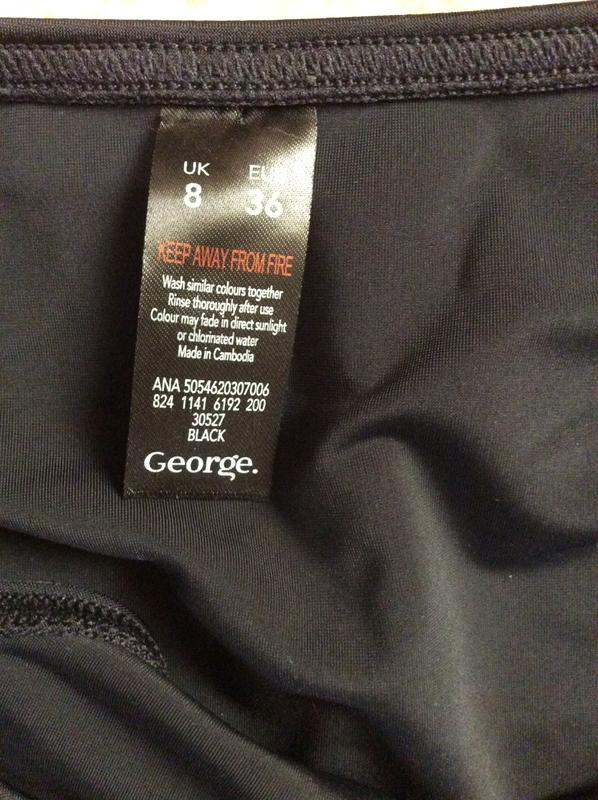 UK EU
8 36
KEEP AWAY FROM FIRE
Wash similar colours together
Rinse thoroughly after use
Colour may fade in direct sunlight
or chlorinated water
Made in Cambodia
ANA 5054620307006
824 1141 6192 200
30527
BLACK
George.